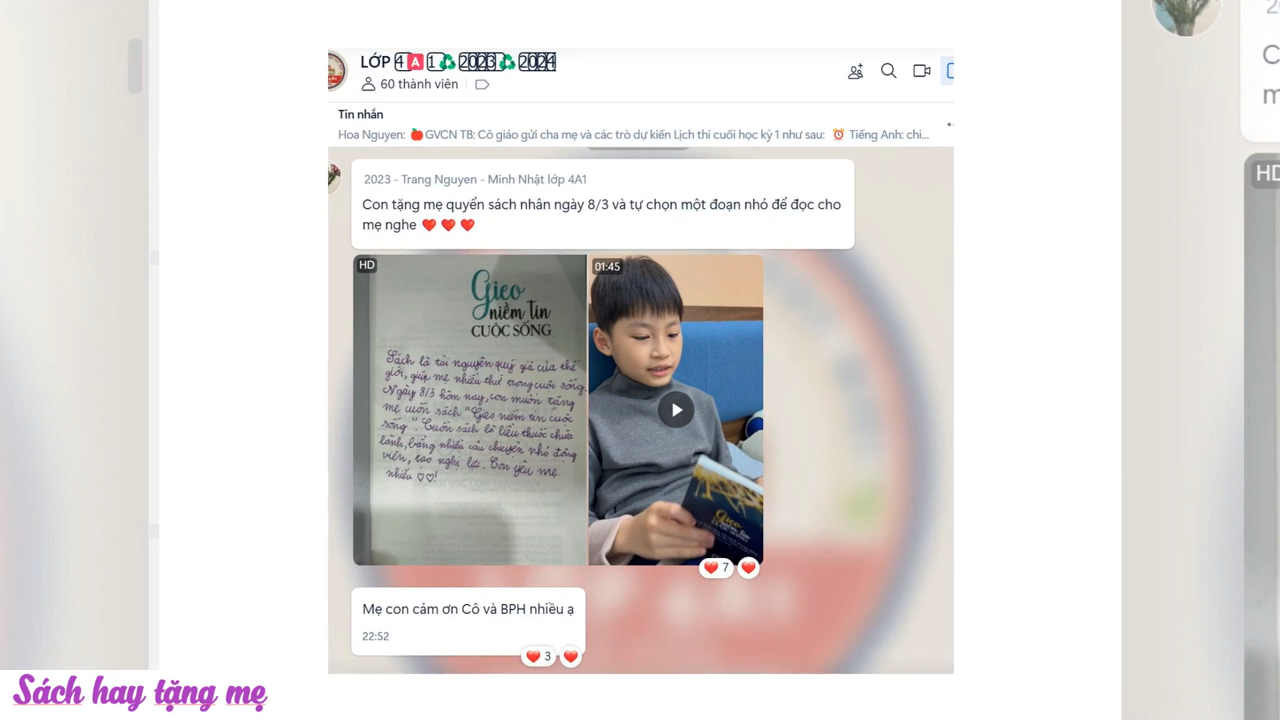 LỚP 4 A 1 2023 2024
60 thành viên
Tin nhắn
Hoa Nguyen: GVCN TB: Cô giáo gửi cha mẹ và các trò dự kiến Lịch thi cuối học kỳ 1 như sau: ⏰ Tiếng Anh: chi...
2023 - Trang Nguyen - Minh Nhật lớp 4A1
Con tặng mẹ quyển sách nhân ngày 8/3 và tự chọn một đoạn nhỏ để đọc cho
mẹ nghe ❤️ ❤️ ❤️
HD
Gieo
niềm tin
CUỘC SỐNG
Sách là tài nguyên quý giá của thế
giới, giúp mẹ nhiều thứ trong cuộc sống.
Ngày 8/3 hôm nay, con muốn tặng
mẹ cuốn sách "Gieo niềm tin cuộc
sống". Cuốn sách là liều thuốc chữa
lành, bằng nhiều câu chuyện nhỏ động
viên, tạo nghị lực. Con yêu mẹ
nhiều ♡♡!
01:45
Gieo
7
Mẹ con cảm ơn Cô và BPH nhiều ạ
22:52
3
HD
Sách hay tặng mẹ